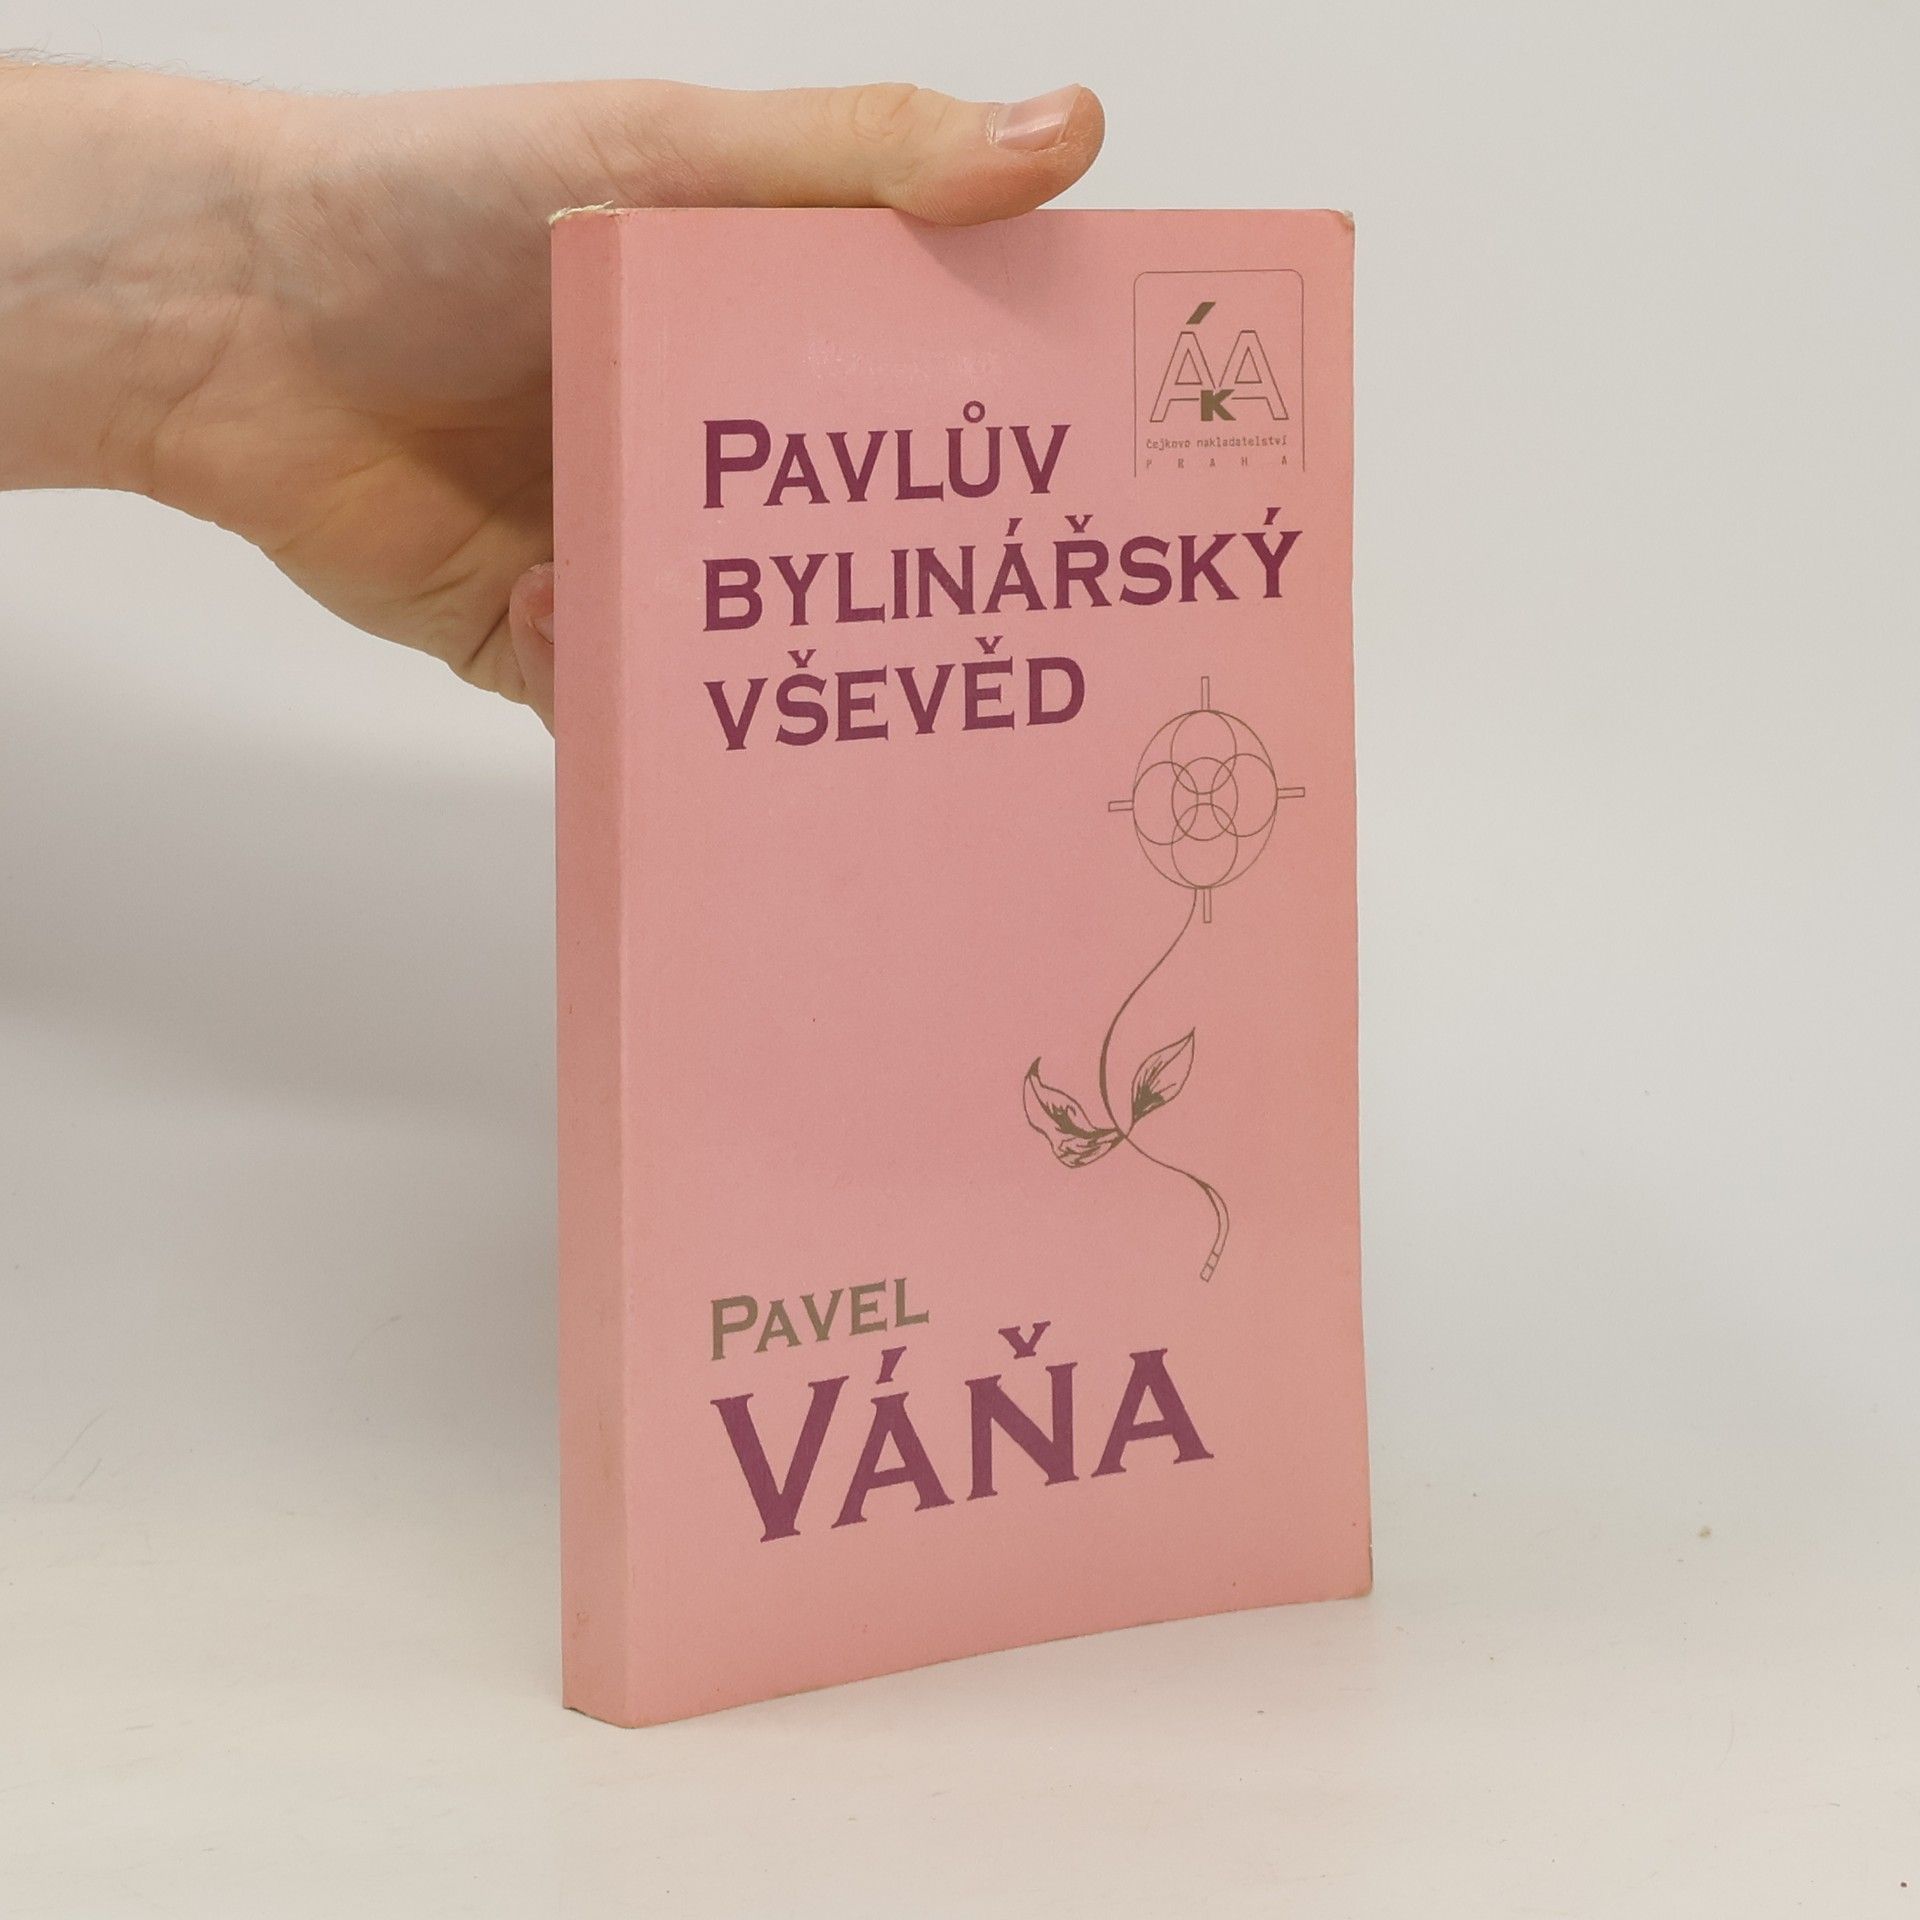 ÁKA
Čejkovo nakladatelství
PRAHA
PAVLŮV
BYLINÁŘSKÝ
VŠEVĚD
PAVEL
VÁŇA